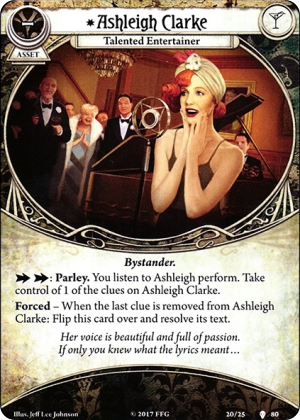 Ashleigh Clarke
Talented Entertainer
ASSET
Bystander.
: Parley. You listen to Ashleigh perform. Take
control of 1 of the clues on Ashleigh Clarke.
Forced – When the last clue is removed from Ashleigh
Clarke: Flip this card over and resolve its text.
Her voice is beautiful and full of passion.
If only you knew what the lyrics meant…
Illus. Jeff Lee Johnson
© 2017 FFG
20/25
80